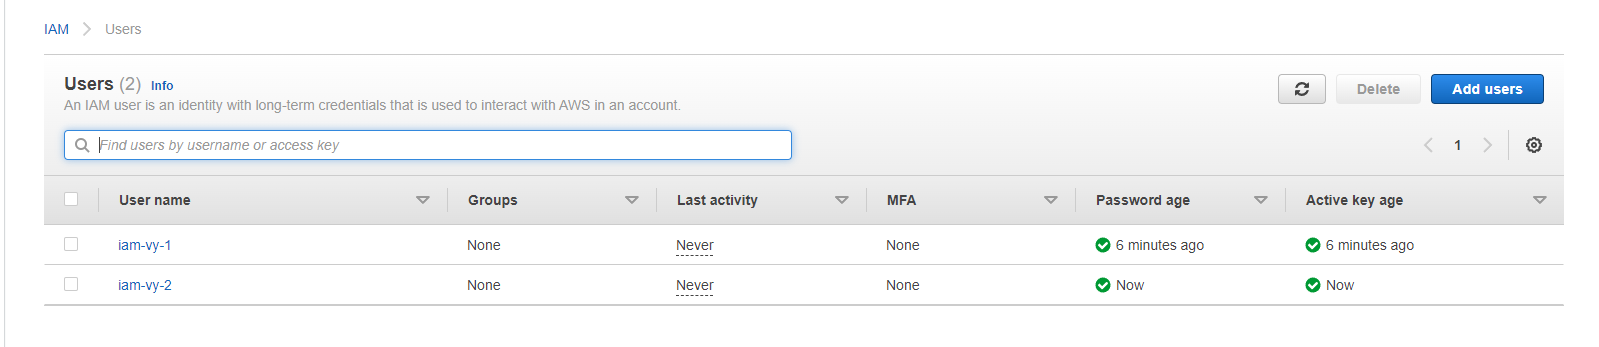 IAM > Users
Users (2) Info
An IAM user is an identity with long-term credentials that is used to interact with AWS in an account.
Delete
Add users
Find users by username or access key
1
User name Groups Last activity MFA Password age Active key age
iam-vy-1 None Never None 6 minutes ago 6 minutes ago
iam-vy-2 None Never None Now Now